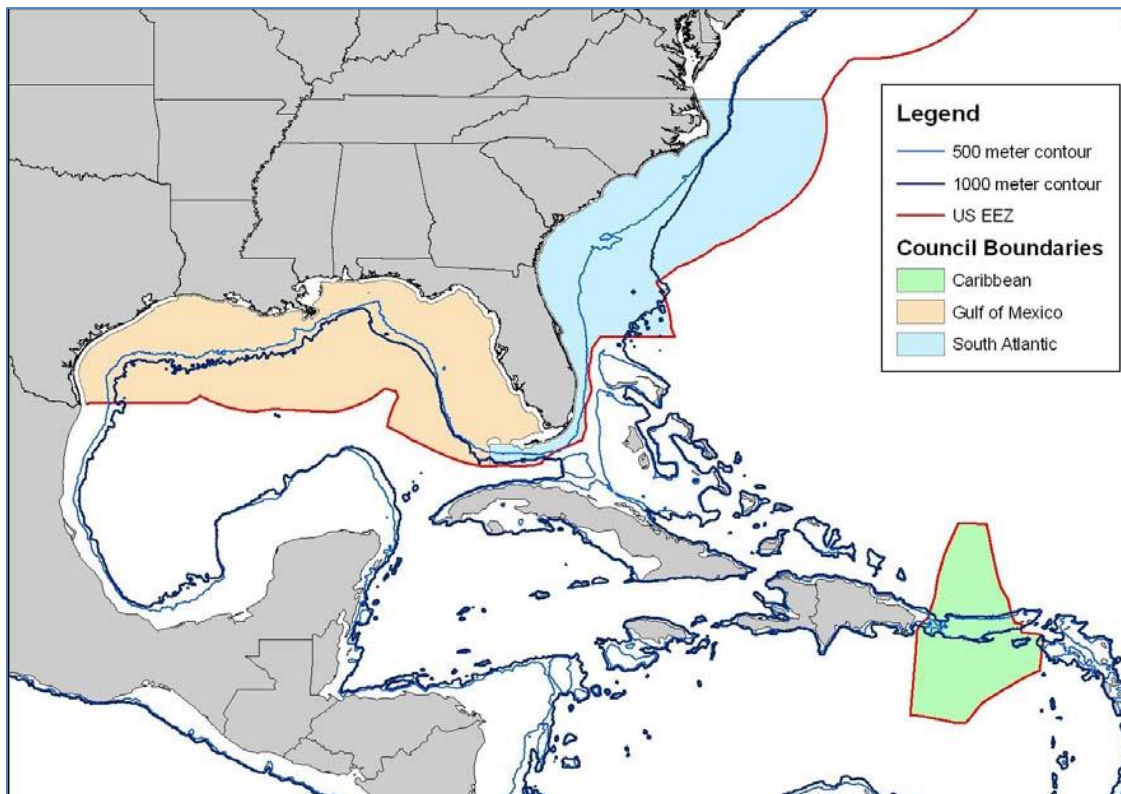 Legend
500 meter contour
1000 meter contour
US EEZ
Council Boundaries
Caribbean
Gulf of Mexico
South Atlantic